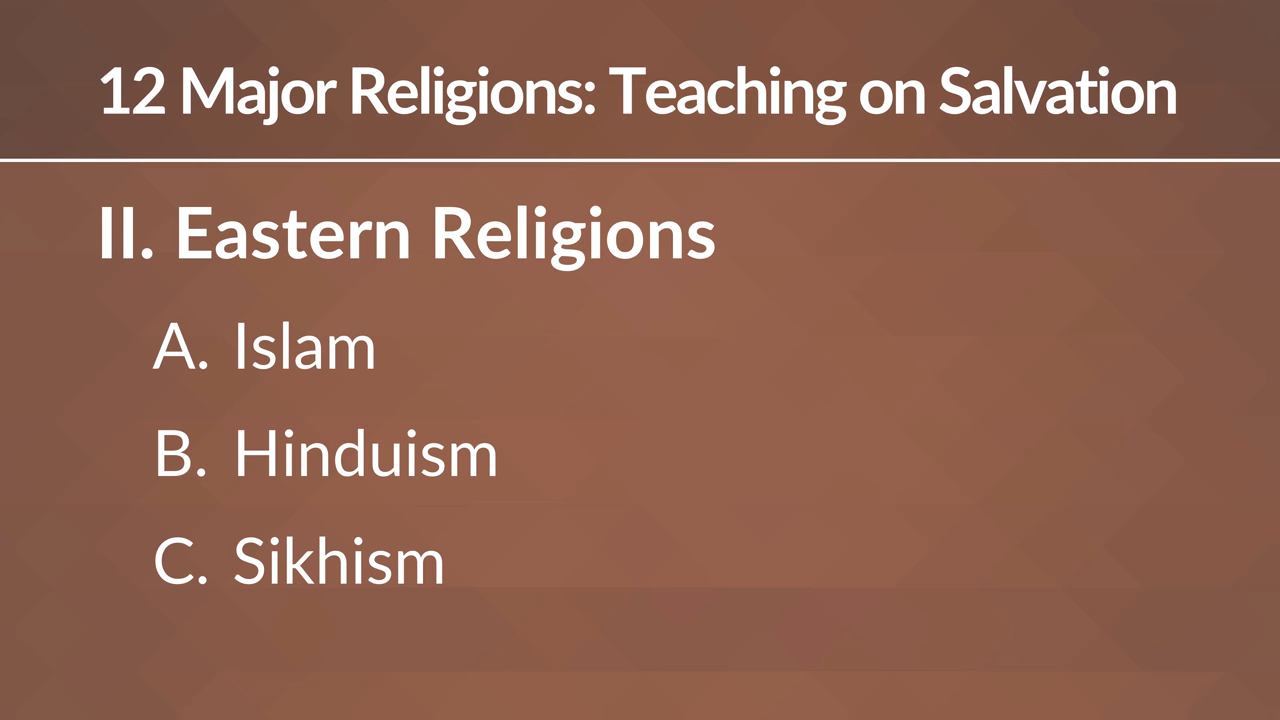 12 Major Religions: Teaching on Salvation
II. Eastern Religions
A. Islam
B. Hinduism
C. Sikhism